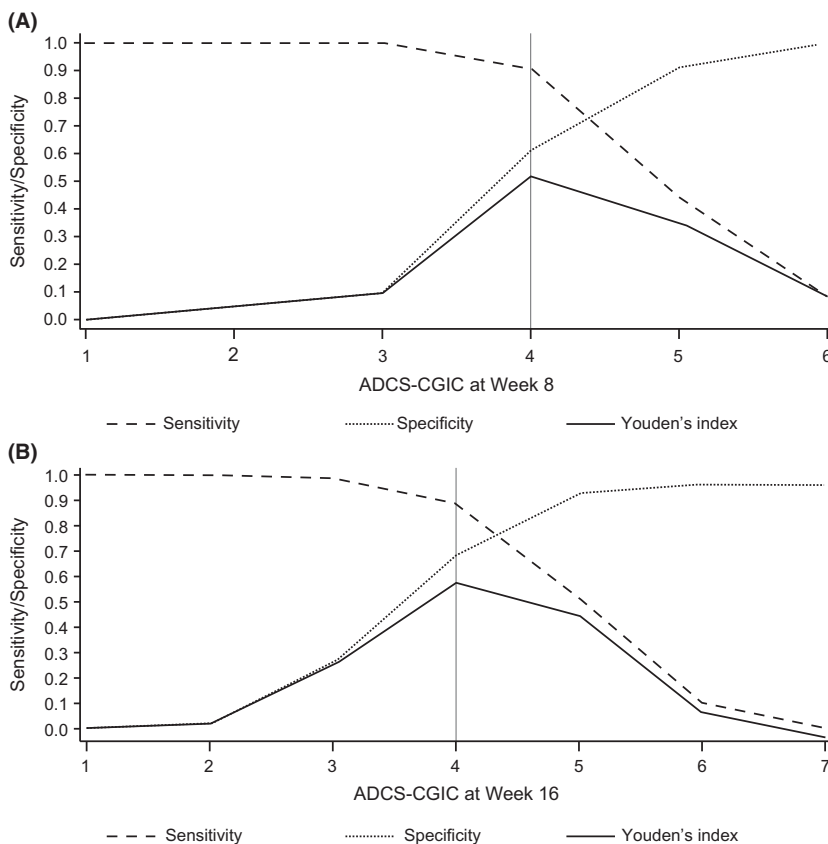 (A)
1.0
0.9
0.8
0.7
0.6
0.5
0.4
0.3
0.2
0.1
0.0
Sensitivity/Specificity
1 2 3 4 5 6
ADCS-CGIC at Week 8
Sensitivity Specificity Youden's index
(B)
1.0
0.9
0.8
0.7
0.6
0.5
0.4
0.3
0.2
0.1
0.0
Sensitivity/Specificity
1 2 3 4 5 6 7
ADCS-CGIC at Week 16
Sensitivity Specificity Youden's index